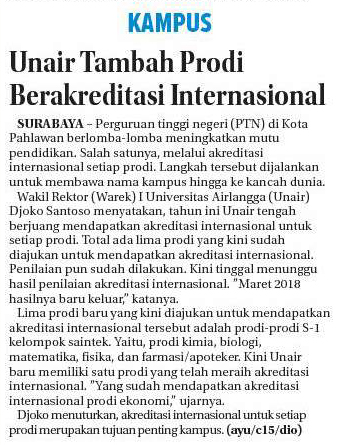 KAMPUS
Unair Tambah Prodi
Berakreditasi Internasional
SURABAYA – Perguruan tinggi negeri (PTN) di Kota
Pahlawan berlomba-lomba meningkatkan mutu
pendidikan. Salah satunya, melalui akreditasi
internasional setiap prodi. Langkah tersebut dijalankan
untuk membawa nama kampus hingga ke kancah dunia.
Wakil Rektor (Warek) I Universitas Airlangga (Unair)
Djoko Santoso menyatakan, tahun ini Unair tengah
berjuang mendapatkan akreditasi internasional untuk
setiap prodi. Total ada lima prodi yang kini sudah
diajukan untuk mendapatkan akreditasi internasional.
Penilaian pun sudah dilakukan. Kini tinggal menunggu
hasil penilaian akreditasi internasional. ”Maret 2018
hasilnya baru keluar,” katanya.
Lima prodi baru yang kini diajukan untuk mendapatkan
akreditasi internasional tersebut adalah prodi-prodi S-1
kelompok saintek. Yaitu, prodi kimia, biologi,
matematika, fisika, dan farmasi/apoteker. Kini Unair
baru memiliki satu prodi yang telah meraih akreditasi
internasional. ”Yang sudah mendapatkan akreditasi
internasional prodi ekonomi,” ujarnya.
Djoko menuturkan, akreditasi internasional untuk setiap
prodi merupakan tujuan penting kampus. (ayu/c15/dio)